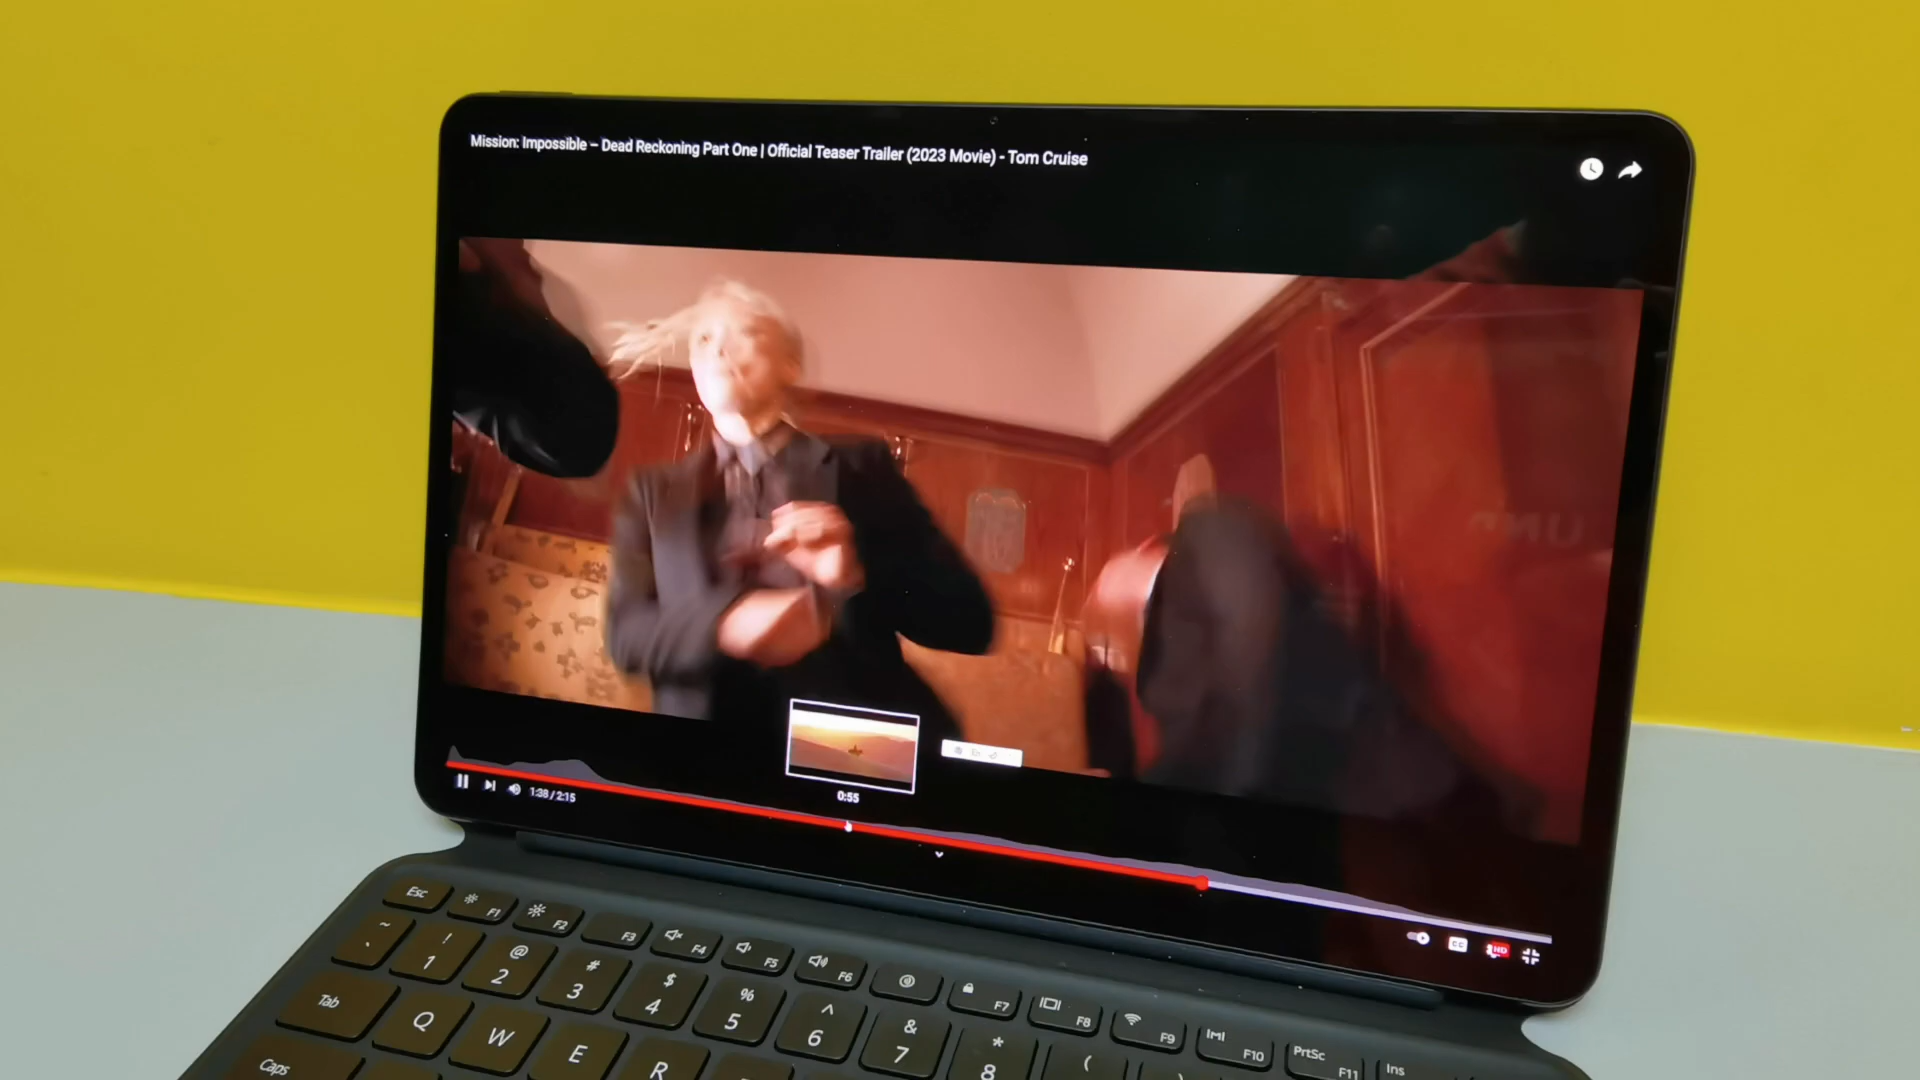 Mission: Impossible – Dead Reckoning Part One | Official Teaser Trailer (2023 Movie) - Tom Cruise
0:55
1:38 / 2:15
CC
HD
Esc
F1
F2
F3
F4
F5
F6
F7
F8
F9
F10
PrtSc
F11
Ins
~
!
1
@
2
#
3
$
4
%
5
^
6
&
7
*
8
(
)
Tab
Q
W
E
R
Caps